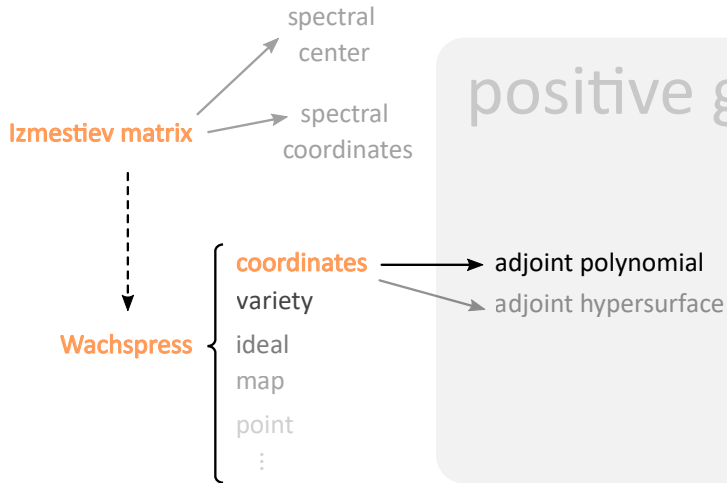 spectral
center
positive g
Izmestiev matrix
spectral
coordinates
coordinates
adjoint polynomial
variety
adjoint hypersurface
Wachspress
ideal
map
point
⋮